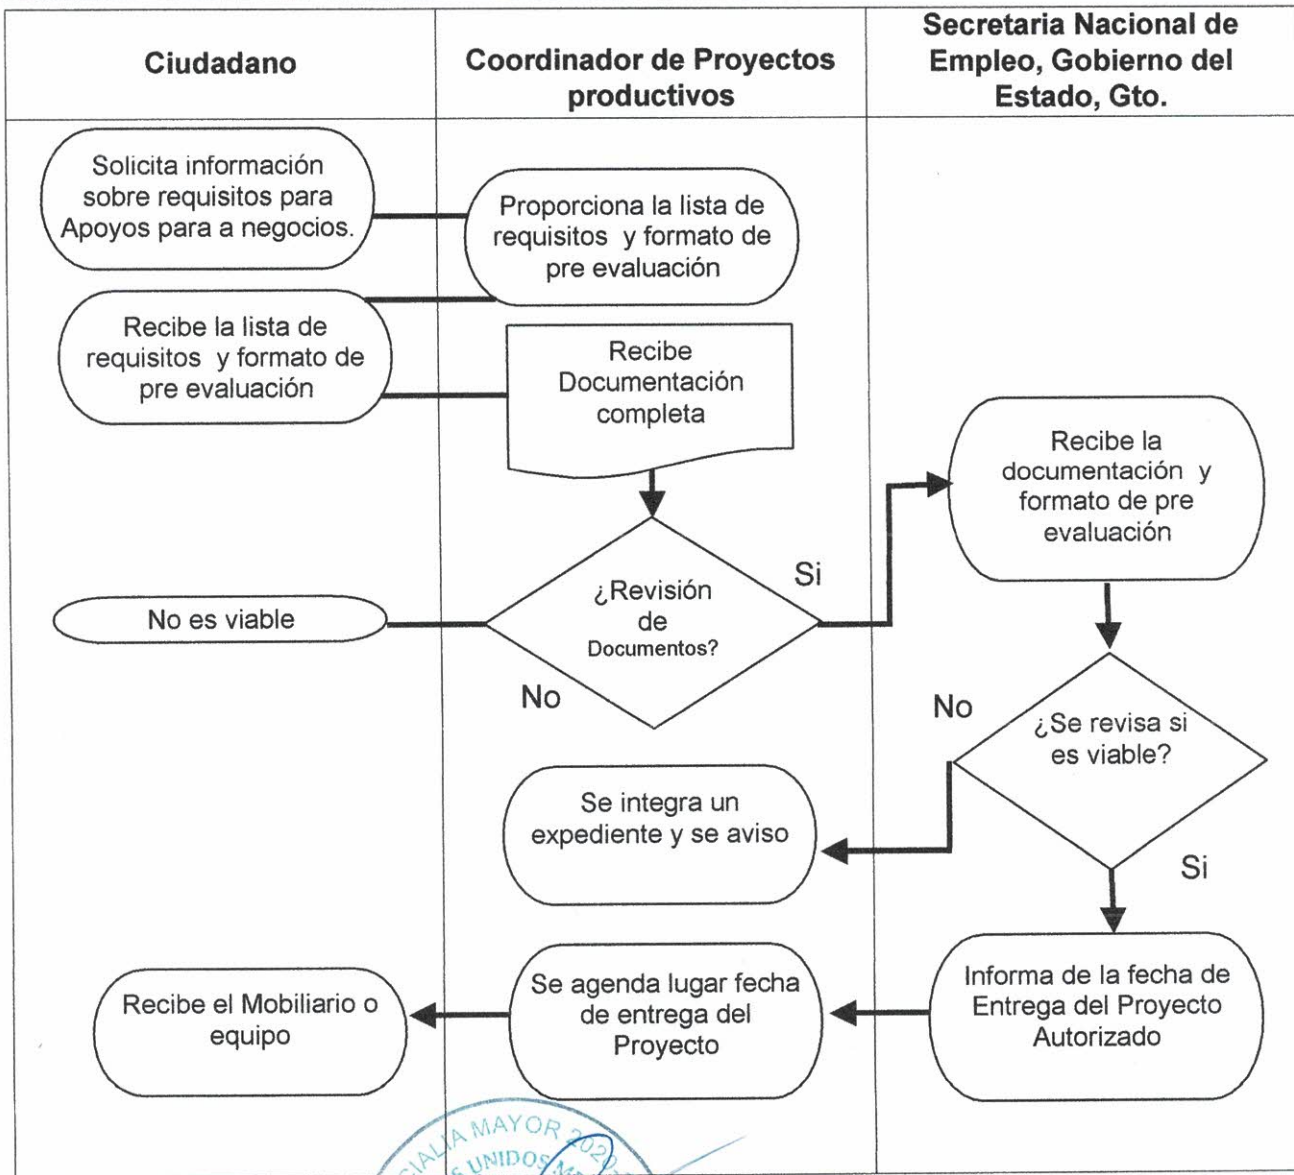 Ciudadano
Coordinador de Proyectos
productivos
Secretaria Nacional de
Empleo, Gobierno del
Estado, Gto.
Solicita información
sobre requisitos para
Apoyos para a negocios.
Proporciona la lista de
requisitos y formato de
pre evaluación
Recibe la lista de
requisitos y formato de
pre evaluación
Recibe
Documentación
completa
Recibe la
documentación y
formato de pre
evaluación
¿Revisión
de
Documentos?
Si
No
No es viable
¿Se revisa si
es viable?
No
Si
Se integra un
expediente y se aviso
Informa de la fecha de
Entrega del Proyecto
Autorizado
Se agenda lugar fecha
de entrega del
Proyecto
Recibe el Mobiliario o
equipo
MAYOR
UNIDOS